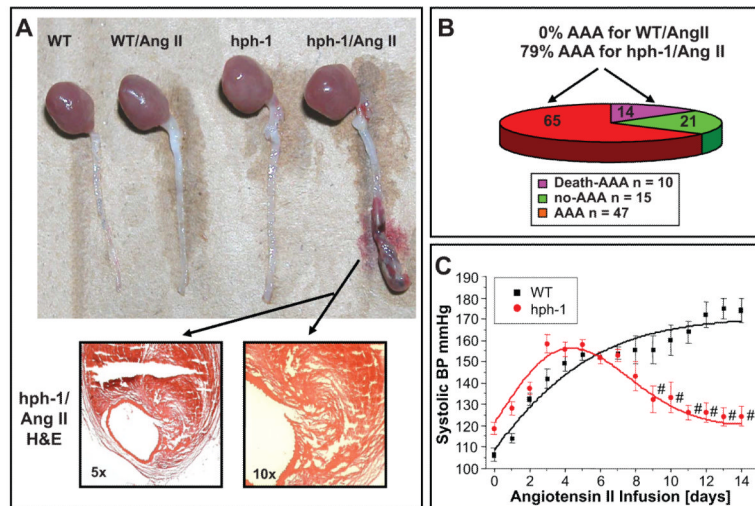 A
WT
WT/Ang II
hph-1
hph-1/Ang II
hph-1/
Ang II
H&E
5x
10x
B
0% AAA for WT/AngII
79% AAA for hph-1/Ang II
65
14
21
Death-AAA n = 10
no-AAA n = 15
AAA n = 47
C
WT
hph-1
Systolic BP mmHg
180
170
160
150
140
130
120
110
100
# # # # # #
0 2 4 6 8 10 12 14
Angiotensin II Infusion [days]